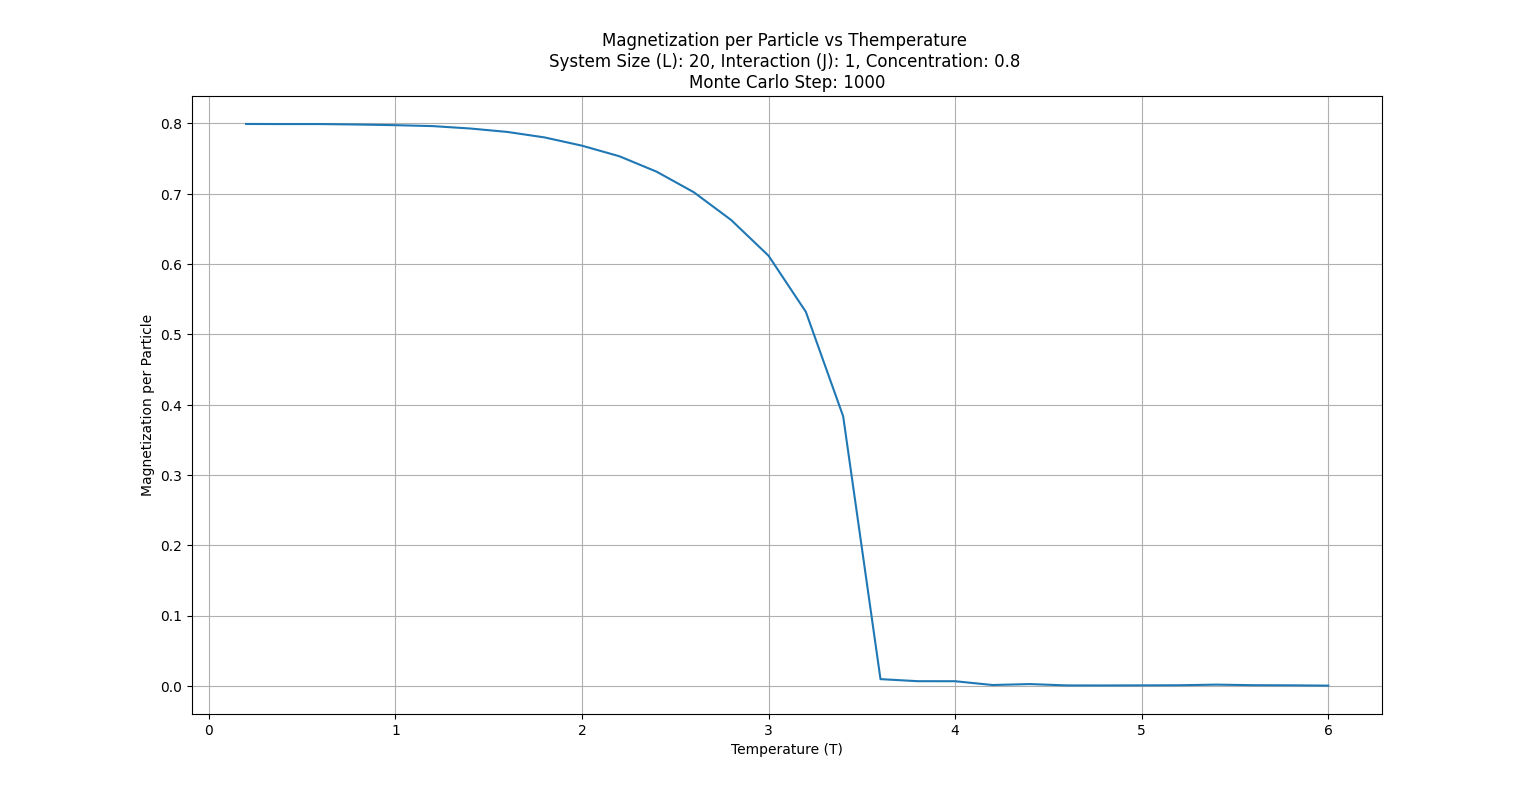 Magnetization per Particle vs Themperature
System Size (L): 20, Interaction (J): 1, Concentration: 0.8
Monte Carlo Step: 1000
Magnetization per Particle
0.8
0.7
0.6
0.5
0.4
0.3
0.2
0.1
0.0
0 1 2 3 4 5 6
Temperature (T)